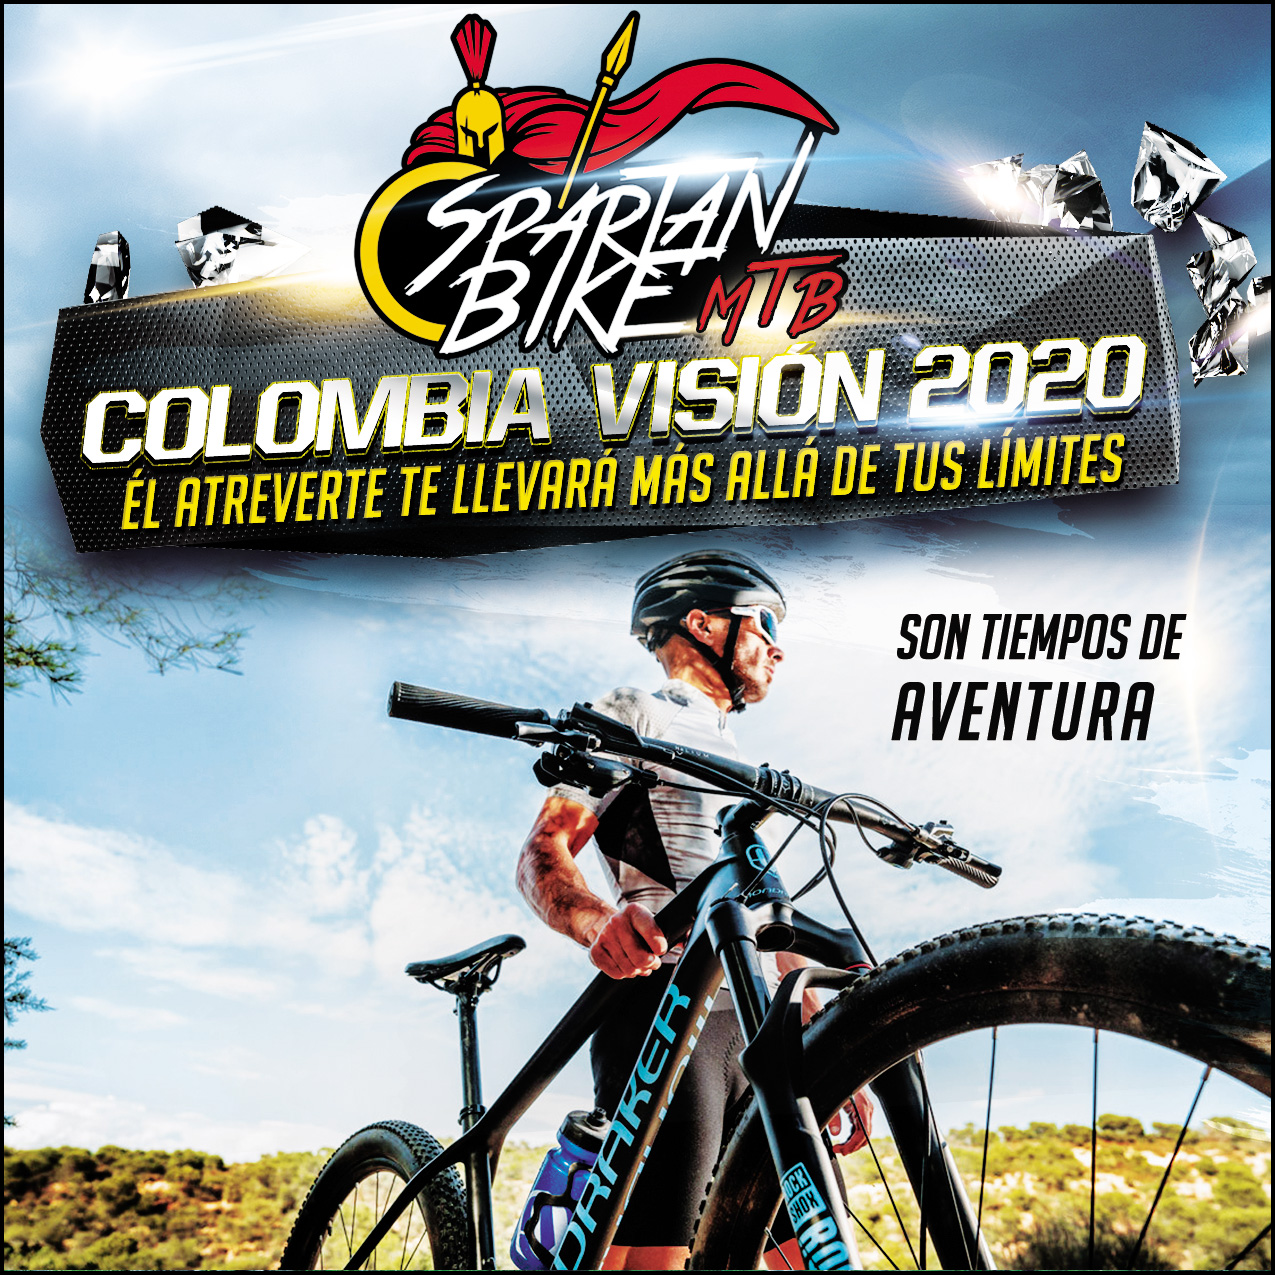 SPARTAN
BIKE MTB
COLOMBIA VISIÓN 2020
ÉL ATREVERTE TE LLEVARÁ MÁS ALLÁ DE TUS LÍMITES
SON TIEMPOS DE
AVENTURA
DRAKER
ROCK
SHOX